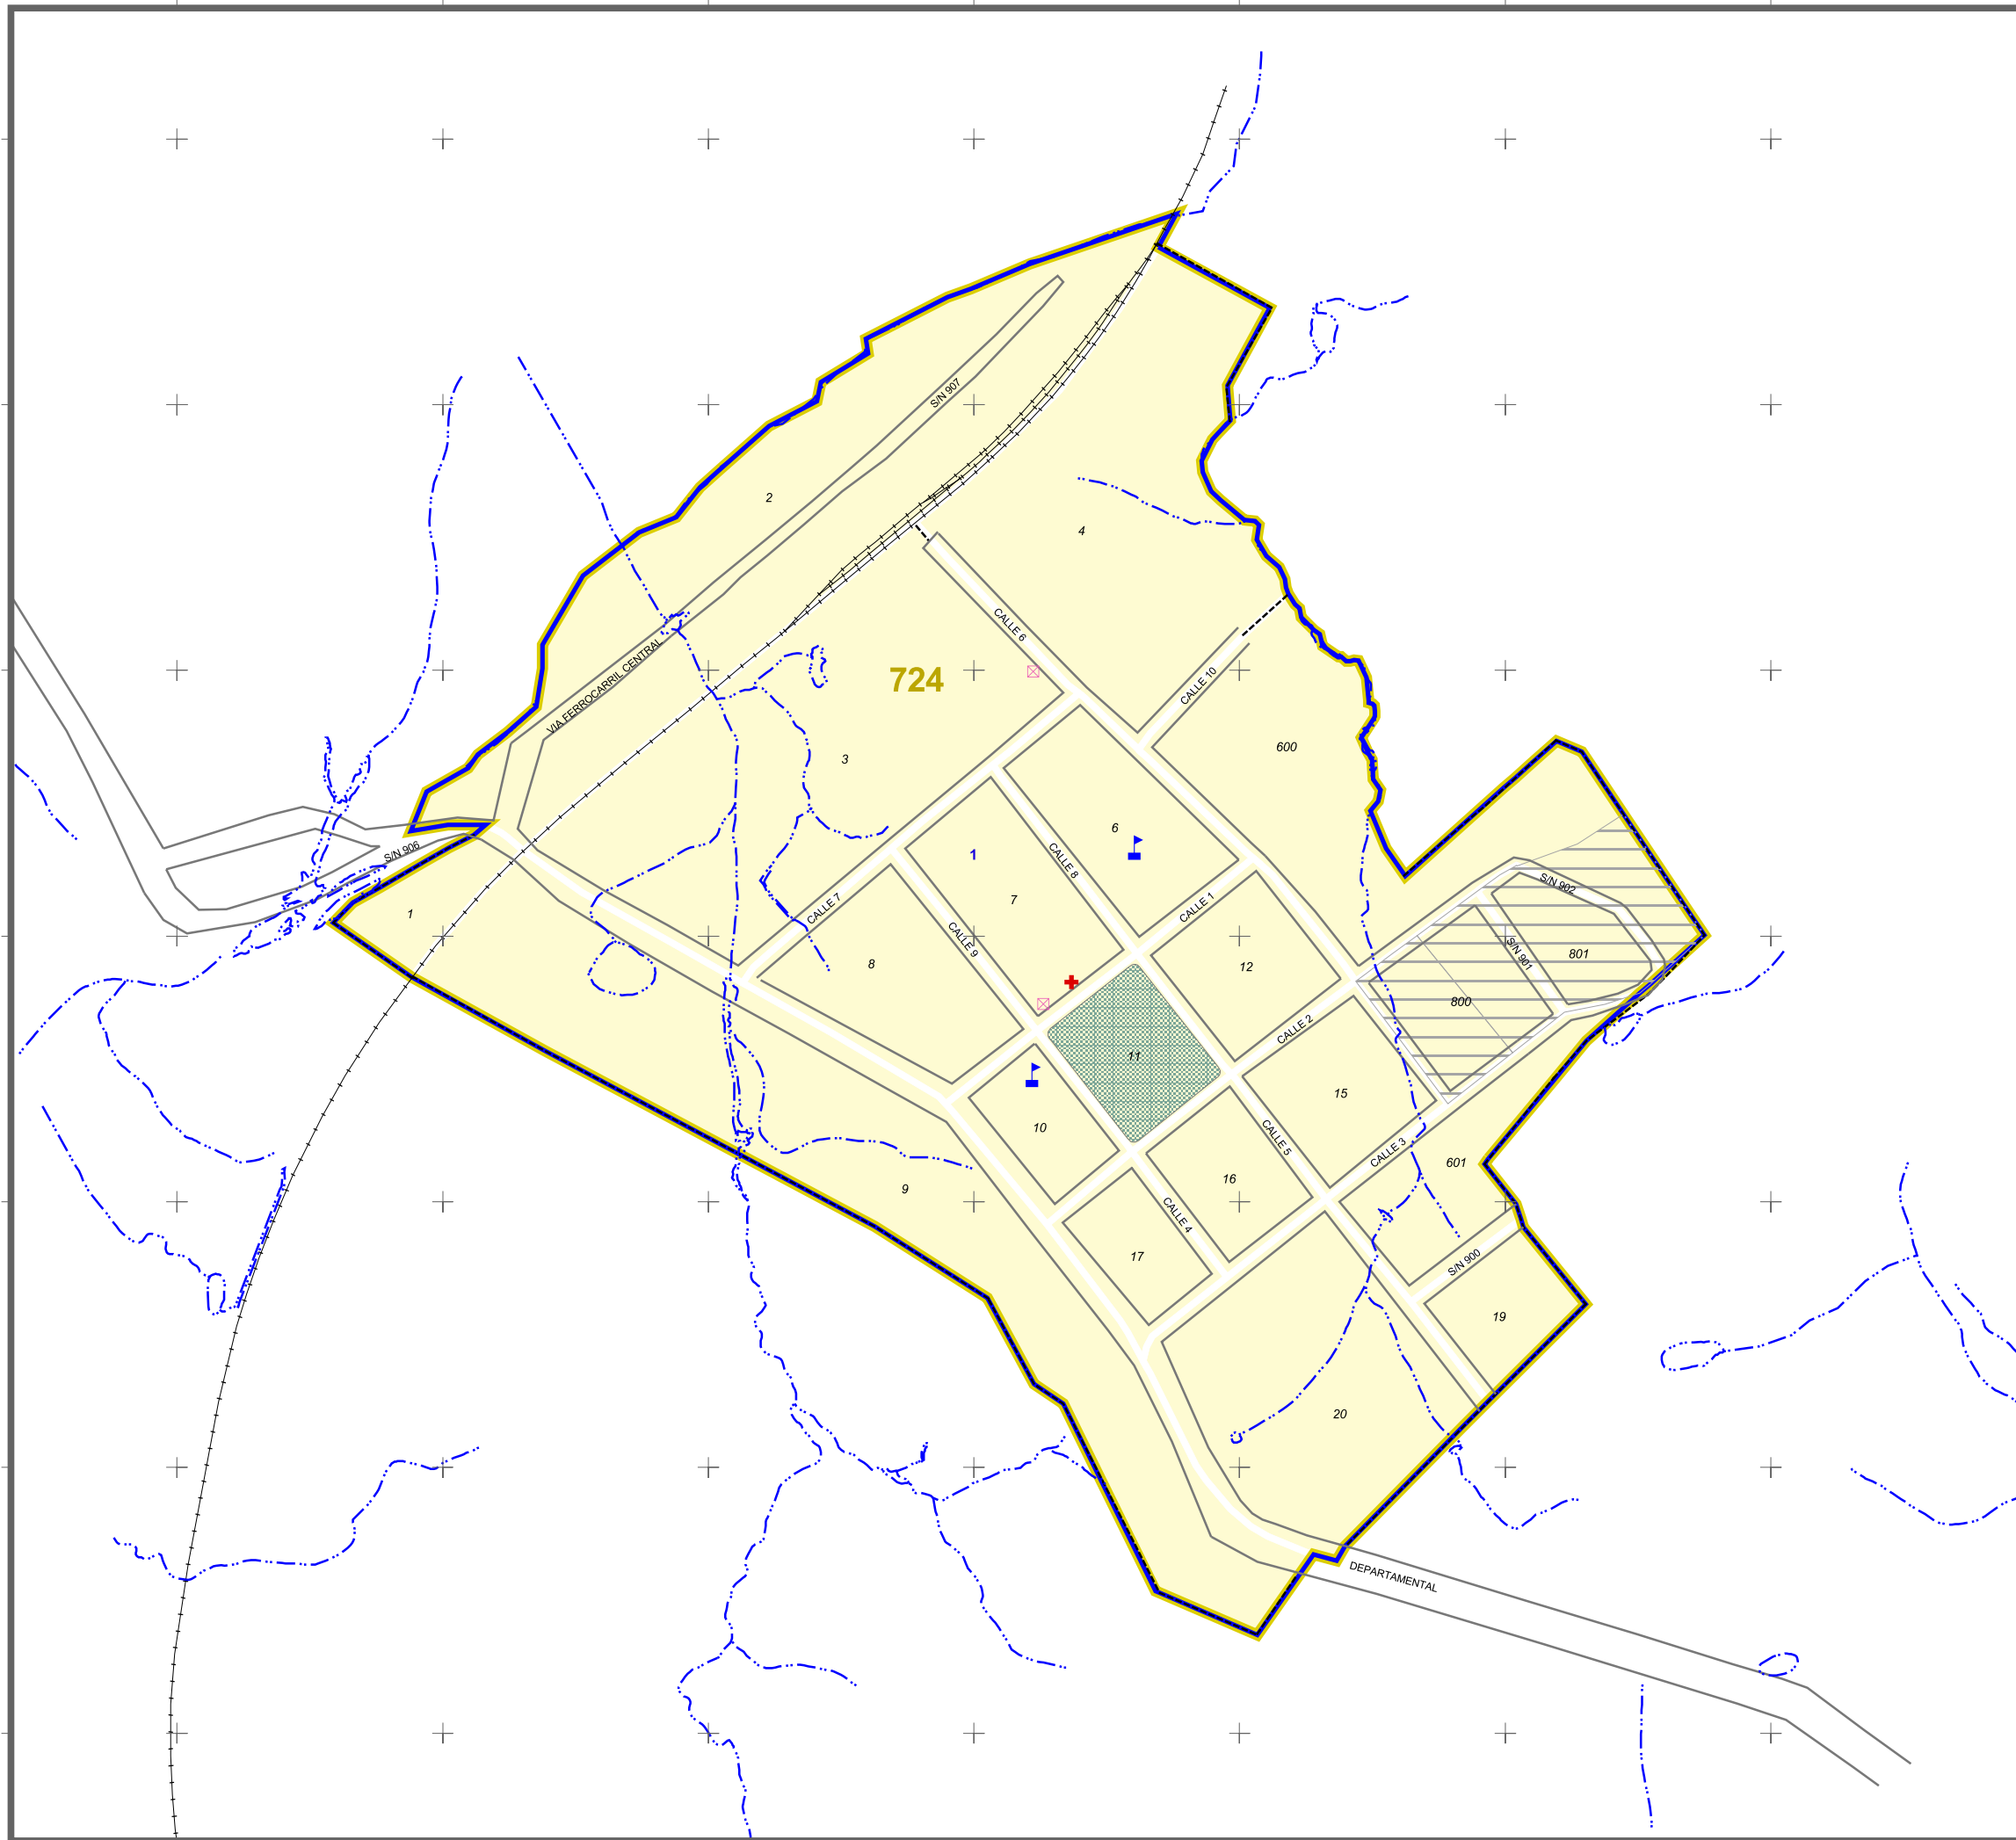 S/N 907
2
4
CALLE 6
VIA FERROCARRIL CENTRAL
724
CALLE 10
600
3
6
S/N 906
1
CALLE 8
S/N 902
7
CALLE 1
1
CALLE 7
CALLE 9
S/N 901
801
8
12
800
11
CALLE 2
15
10
CALLE 5
CALLE 3
601
16
9
CALLE 4
17
S/N 900
19
20
DEPARTAMENTAL